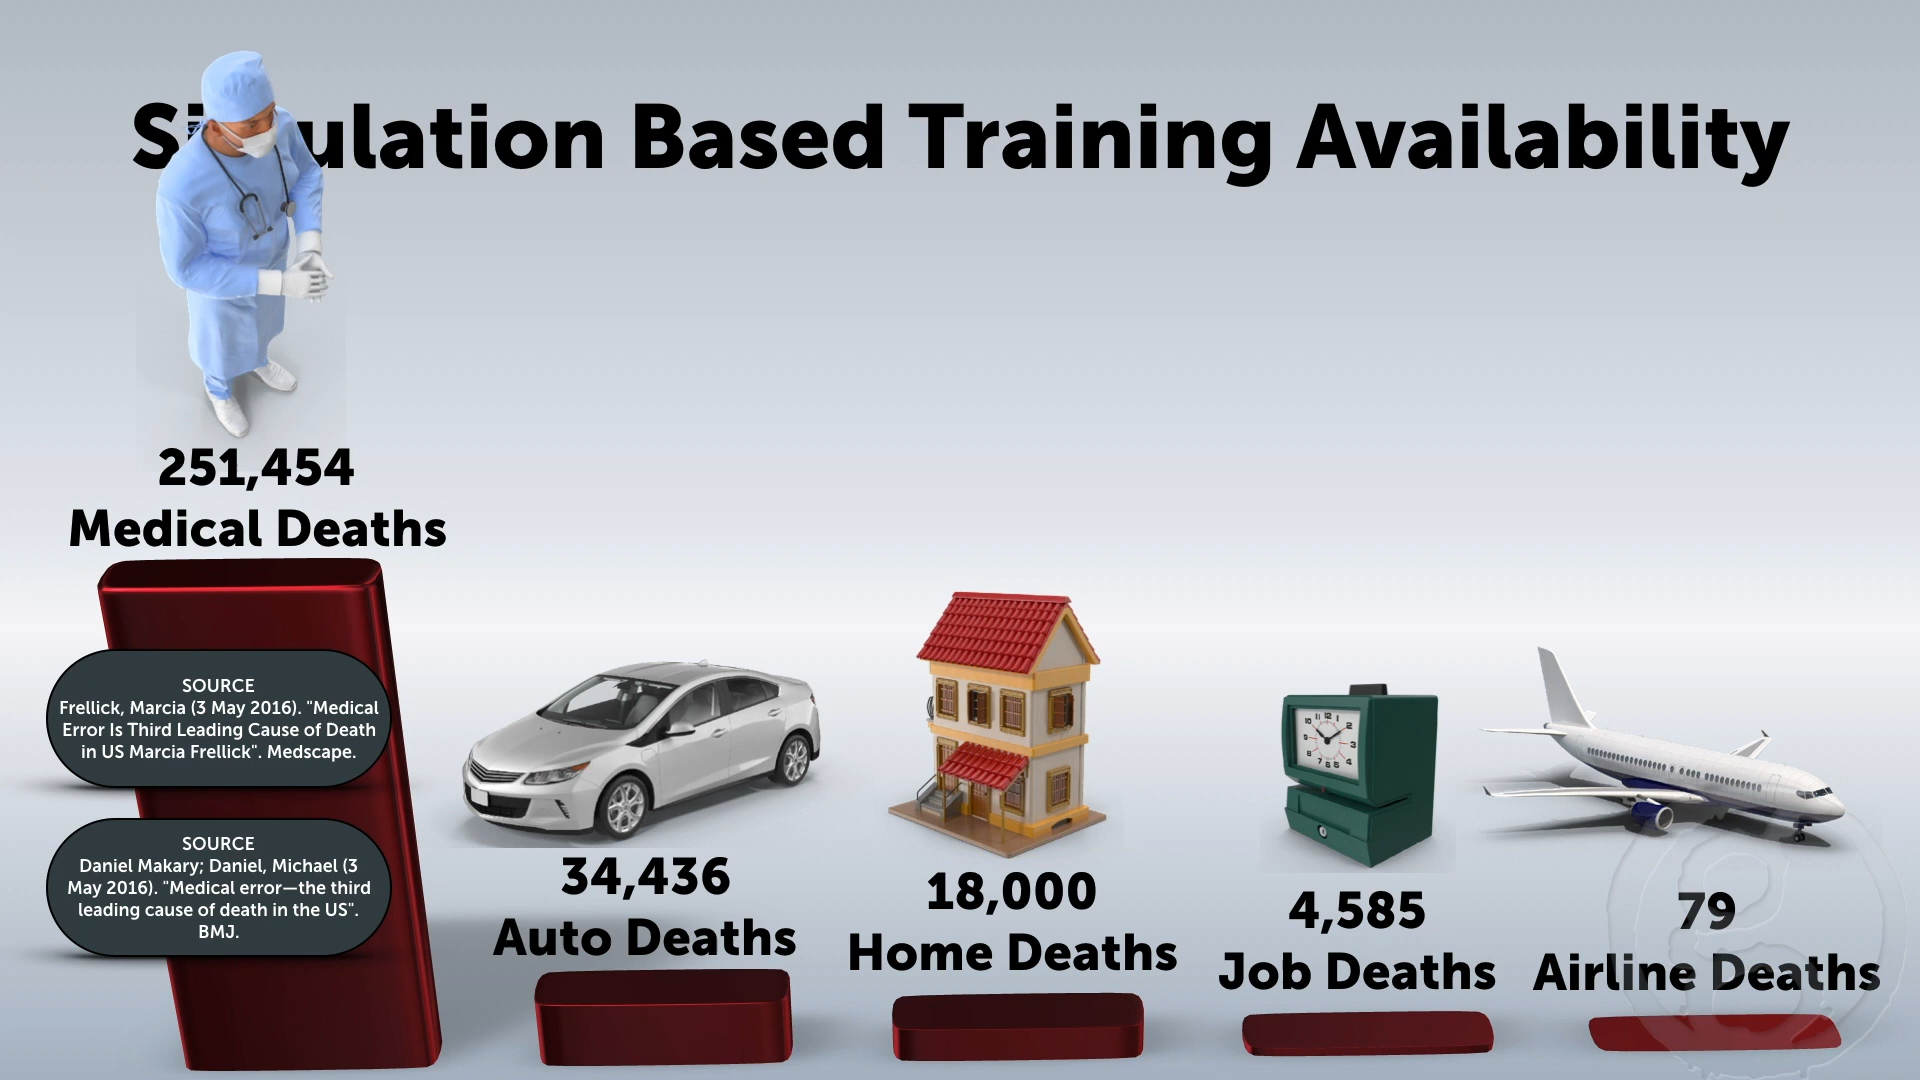 Simulation Based Training Availability
251,454
Medical Deaths
SOURCE
Frellick, Marcia (3 May 2016). "Medical
Error Is Third Leading Cause of Death
in US Marcia Frellick". Medscape.
SOURCE
Daniel Makary; Daniel, Michael (3
May 2016). "Medical error—the third
leading cause of death in the US".
BMJ.
34,436
Auto Deaths
18,000
Home Deaths
4,585
Job Deaths
79
Airline Deaths